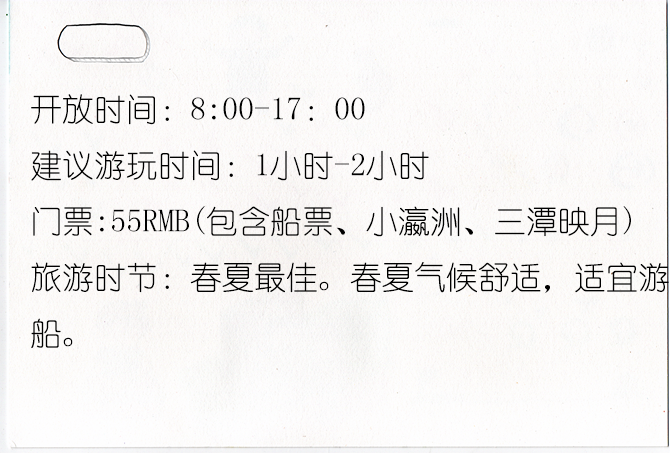 开放时间：8:00-17：00
建议游玩时间：1小时-2小时
门票:55RMB(包含船票、小瀛洲、三潭映月)
旅游时节：春夏最佳。春夏气候舒适，适宜游
船。